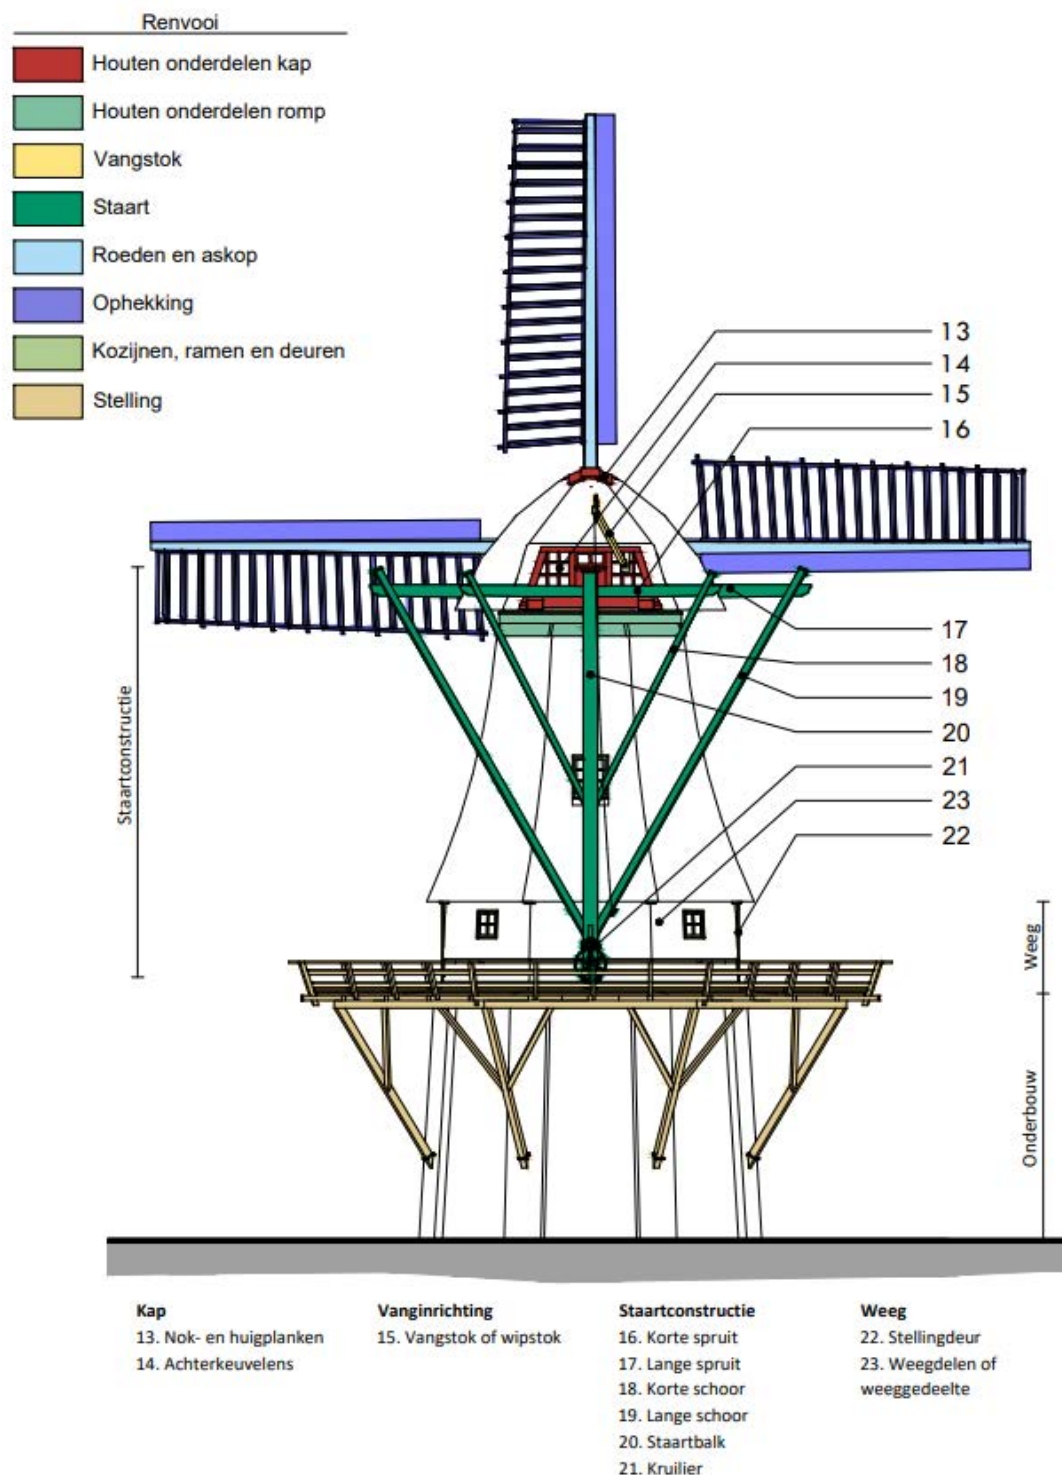 Renvooi
Houten onderdelen kap
Houten onderdelen romp
Vangstok
Staart
Roeden en askop
Ophekking
Kozijnen, ramen en deuren
Stelling
13
14
15
16
17
18
19
20
21
23
22
Staartconstructie
Weeg
Onderbouw
Kap
13. Nok- en huigplanken
14. Achterkeuvelens
Vanginrichting
15. Vangstok of wipstok
Staartconstructie
16. Korte spruit
17. Lange spruit
18. Korte schoor
19. Lange schoor
20. Staartbalk
21. Kruilier
Weeg
22. Stellingdeur
23. Weegdelen of
weeggedeelte